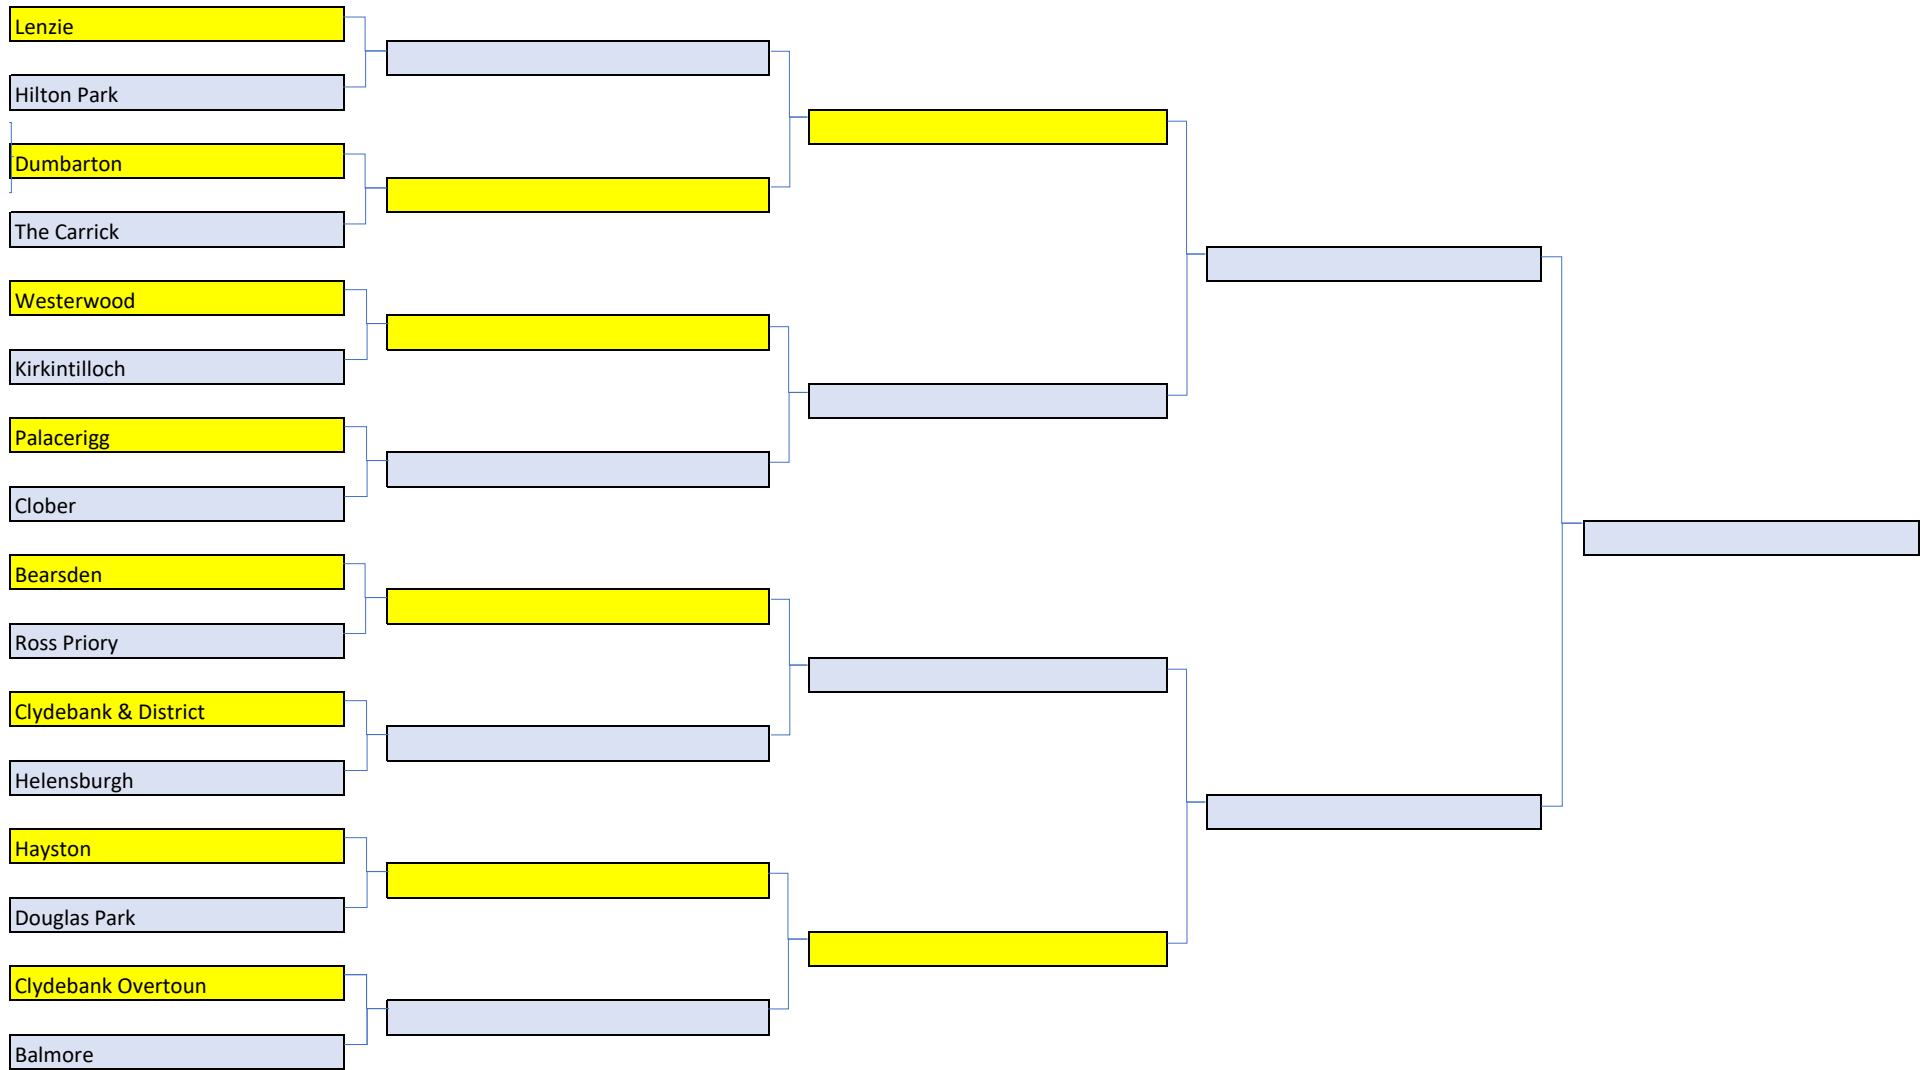 Lenzie
Hilton Park
Dumbarton
The Carrick
Westerwood
Kirkintilloch
Palacerigg
Clober
Bearsden
Ross Priory
Clydebank & District
Helensburgh
Hayston
Douglas Park
Clydebank Overtoun
Balmore